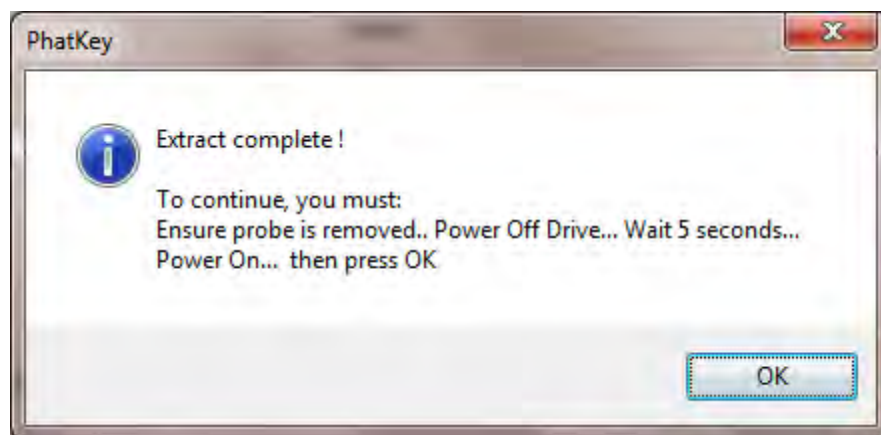 PhatKey
Extract complete !
To continue, you must:
Ensure probe is removed.. Power Off Drive... Wait 5 seconds...
Power On... then press OK
OK